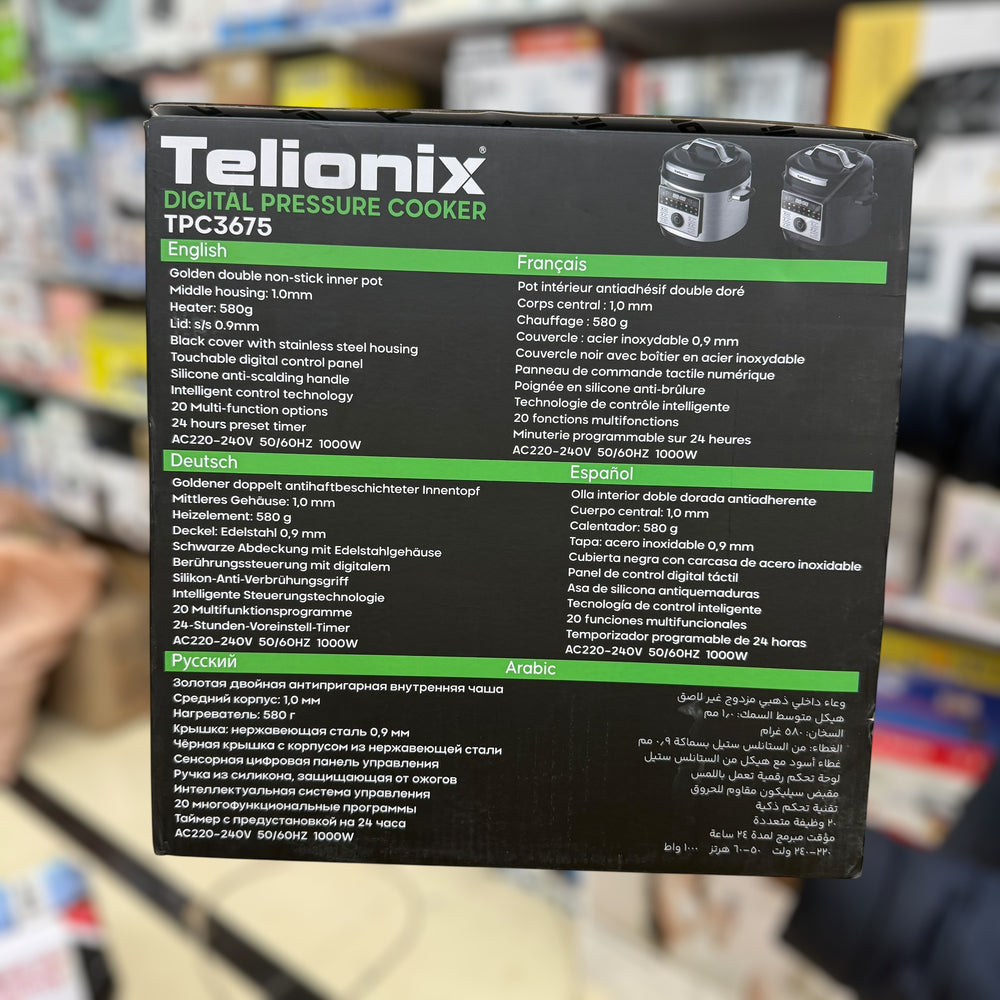 Telionix®
DIGITAL PRESSURE COOKER
TPC3675
English
Golden double non-stick inner pot
Middle housing: 1.0mm
Heater: 580g
Lid: s/s 0.9mm
Black cover with stainless steel housing
Touchable digital control panel
Silicone anti-scalding handle
Intelligent control technology
20 Multi-function options
24 hours preset timer
AC220-240V 50/60HZ 1000W
Français
Pot intérieur antiadhésif double doré
Corps central : 1,0 mm
Chauffage : 580 g
Couvercle : acier inoxydable 0,9 mm
Couvercle noir avec boîtier en acier inoxydable
Panneau de commande tactile numérique
Poignée en silicone anti-brûlure
Technologie de contrôle intelligente
20 fonctions multifonctions
Minuterie programmable sur 24 heures
AC220-240V 50/60HZ 1000W
Deutsch
Goldener doppelt antihaftbeschichteter Innentopf
Mittleres Gehäuse: 1,0 mm
Heizelement: 580 g
Deckel: Edelstahl 0,9 mm
Schwarze Abdeckung mit Edelstahlgehäuse
Berührungssteuerung mit digitalem
Silikon-Anti-Verbrühungsgriff
Intelligente Steuerungstechnologie
20 Multifunktionsprogramme
24-Stunden-Voreinstell-Timer
AC220-240V 50/60HZ 1000W
Español
Olla interior doble dorada antiadherente
Cuerpo central: 1,0 mm
Calentador: 580 g
Tapa: acero inoxidable 0,9 mm
Cubierta negra con carcasa de acero inoxidable
Panel de control digital táctil
Asa de silicona antiquemaduras
Tecnología de control inteligente
20 funciones multifuncionales
Temporizador programable de 24 horas
AC220-240V 50/60HZ 1000W
Русский
Золотая двойная антипригарная внутренняя чаша
Средний корпус: 1,0 мм
Нагреватель: 580 г
Крышка: нержавеющая сталь 0,9 мм
Чёрная крышка с корпусом из нержавеющей стали
Сенсорная цифровая панель управления
Ручка из силикона, защищающая от ожогов
Интеллектуальная система управления
20 многофункциональные программы
Таймер с предустановкой на 24 часа
AC220-240V 50/60HZ 1000W
Arabic
وعاء داخلي ذهبي مزدوج غير لاصق
هيكل متوسط السمك: ١,٠ مم
السخان: ٥٨٠ غرام
الغطاء: من الستانلس ستيل بسماكة ٠,٩ مم
غطاء أسود مع هيكل من الستانلس ستيل
لوحة تحكم رقمية تعمل باللمس
مقبض سيليكون مقاوم للحروق
تقنية تحكم ذكية
٢٠ وظيفة متعددة
مؤقت مبرمج لمدة ٢٤ ساعة
٢٢٠-٢٤٠ ولت ٥٠-٦٠ هرتز ١٠٠٠ واط